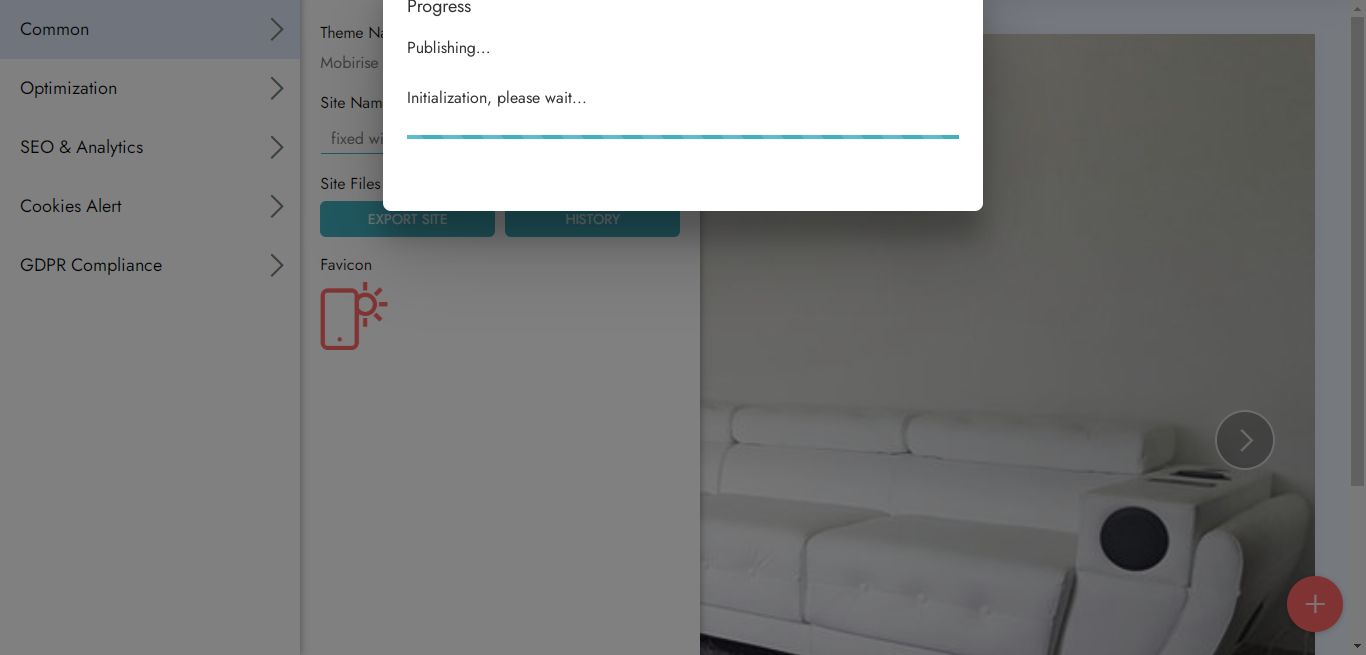 Progress
Publishing...
Initialization, please wait...
Common
Optimization
SEO & Analytics
Cookies Alert
GDPR Compliance
Theme Na
Mobirise
Site Nam
fixed wi
Site Files
EXPORT SITE
HISTORY
Favicon